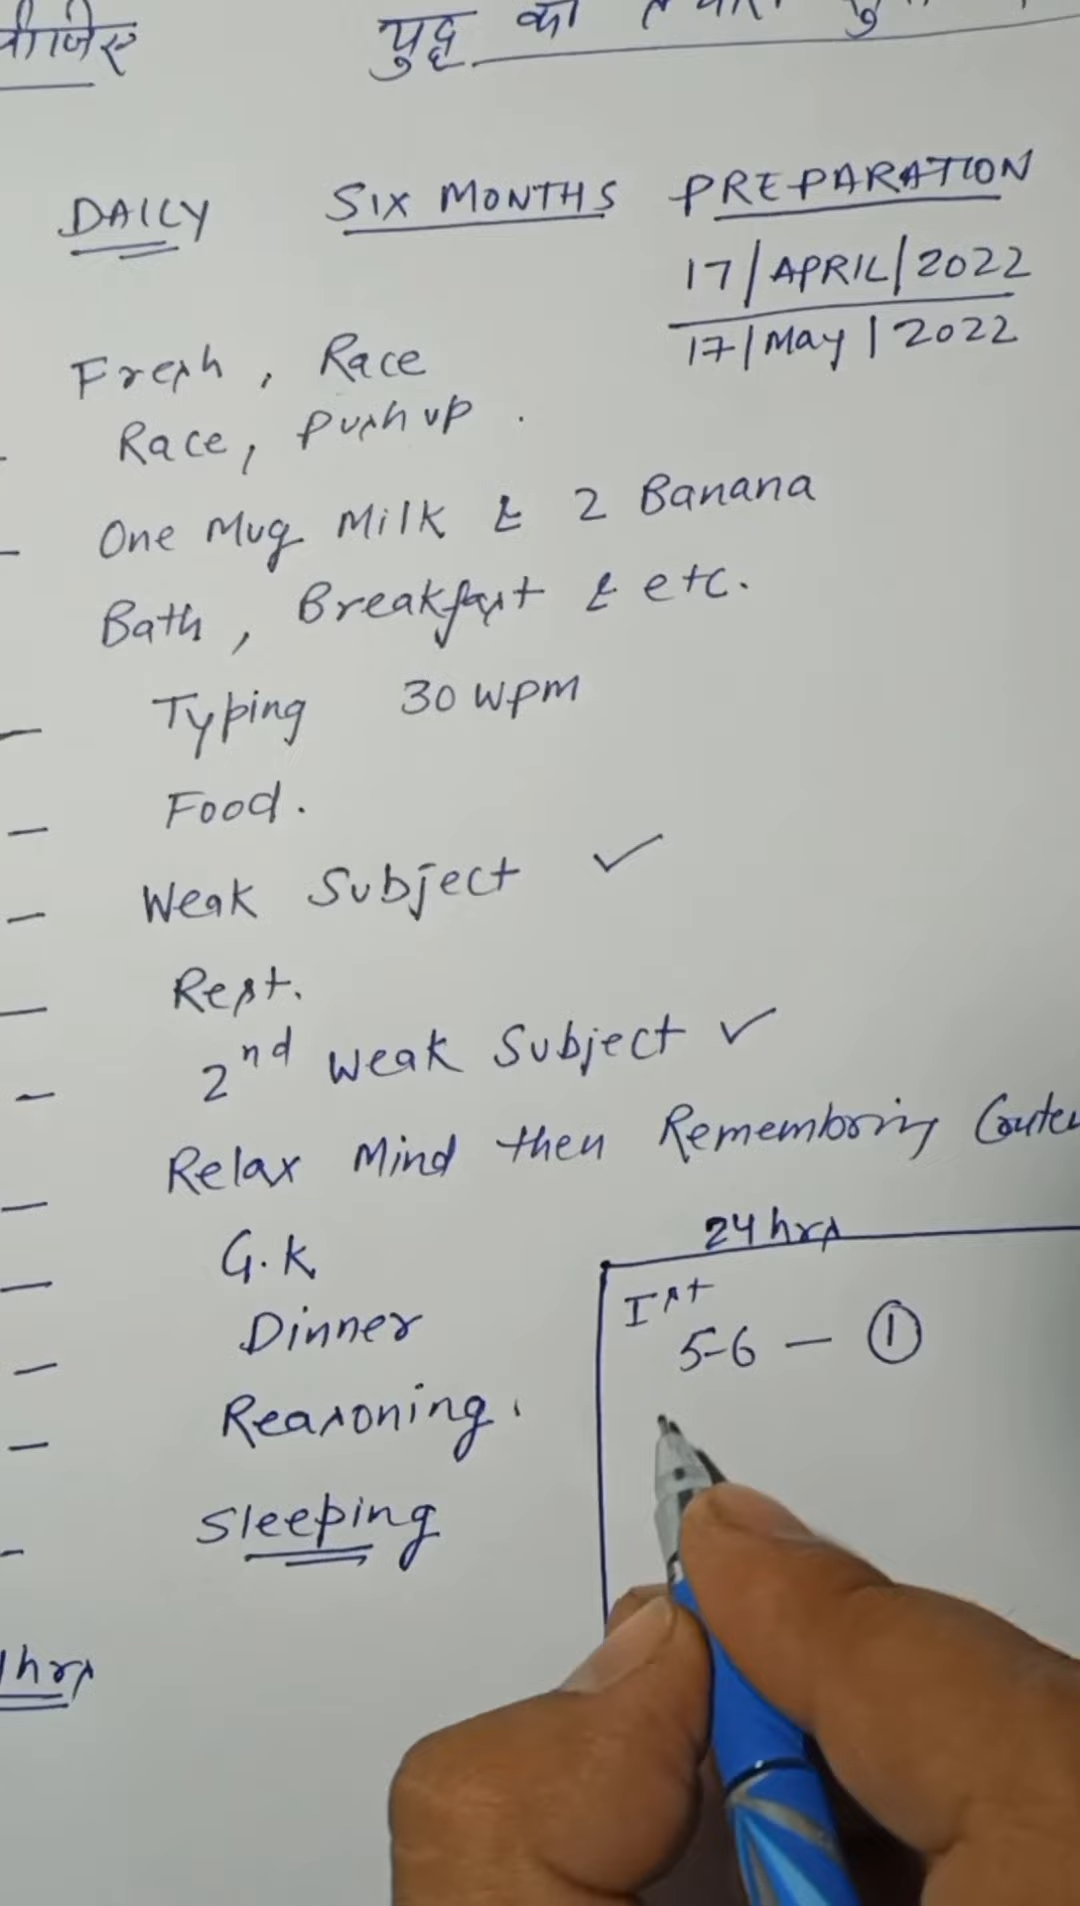 युद्ध का
DAILY SIX MONTHS PREPARATION
17/APRIL/2022
17/May/2022
Fresh, Race
Race, Push up.
One Mug Milk & 2 Banana
Bath, Breakfast & etc.
Typing 30 WPM
Food.
Weak Subject ✓
Rest.
2nd Weak Subject ✓
Relax Mind then
G.K
24 hrs
Ist
5-6 — ①
Dinner
Reasoning.
Sleeping
hrs